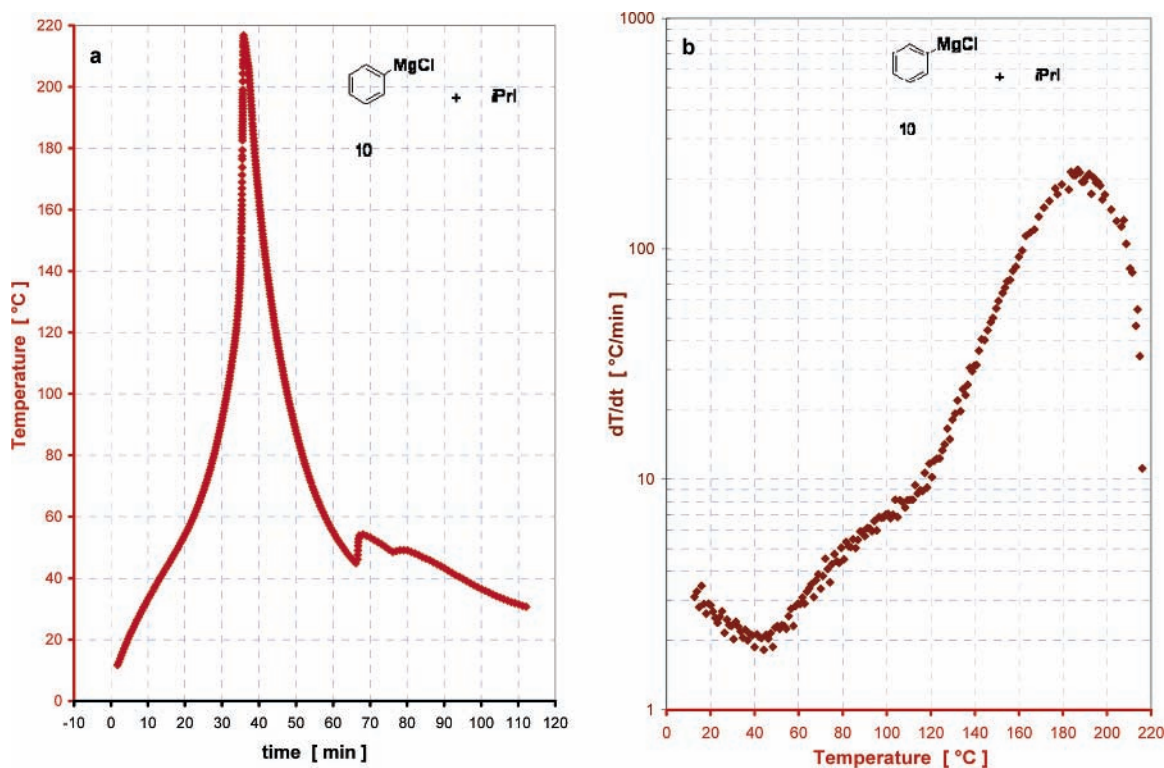 a
MgCl
+ iPrI
10
Temperature [ °C ]
220
200
180
160
140
120
100
80
60
40
20
0
-10 0 10 20 30 40 50 60 70 80 90 100 110 120
time [ min ]
b
MgCl
+ iPrI
10
dT/dt [ °C/min ]
1000
100
10
1
0 20 40 60 80 100 120 140 160 180 200 220
Temperature [ °C ]